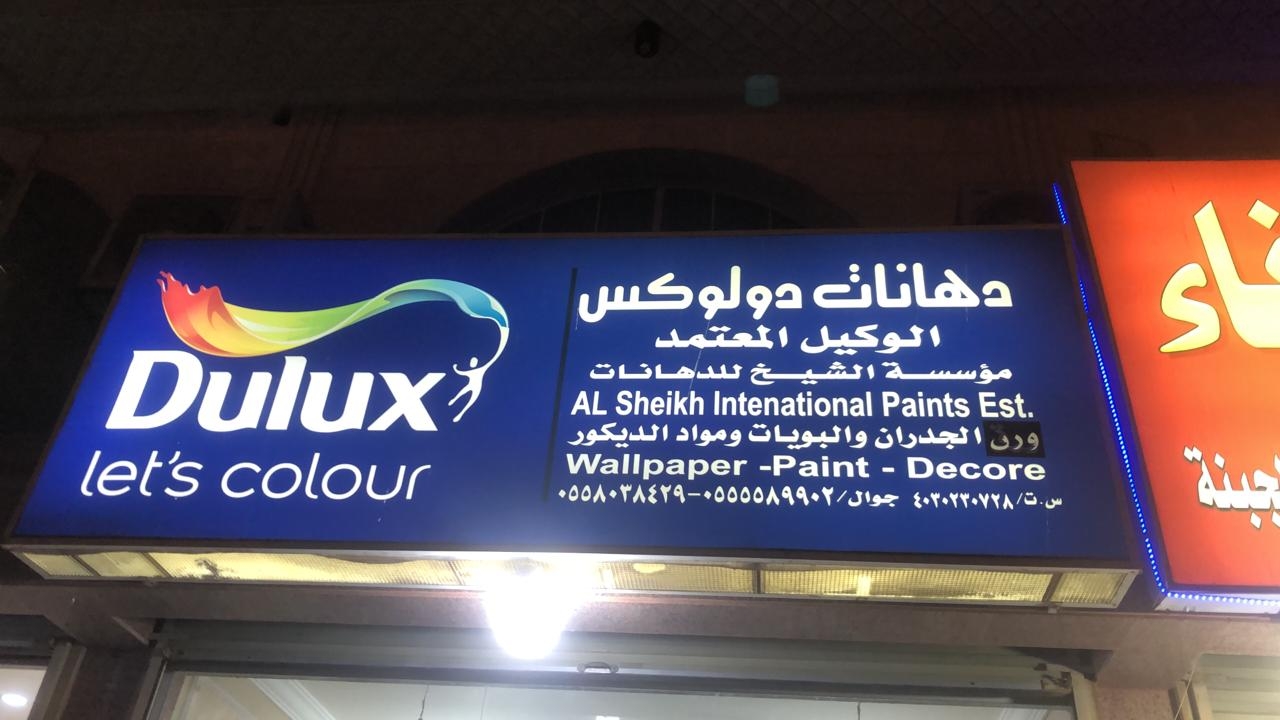 Dulux
let's colour
دهانات دولوكس
الوكيل المعتمد
مؤسسة الشيخ للدهانات
AL Sheikh Intenational Paints Est.
ورق الجدران والبويات ومواد الديكور
Wallpaper -Paint - Decore
س.ت/٤٠٣٠٢٣٠٧٢٨ جوال/٠٥٥٥٥٨٩٩٠٢-٠٥٥٨٠٣٨٤٢٩